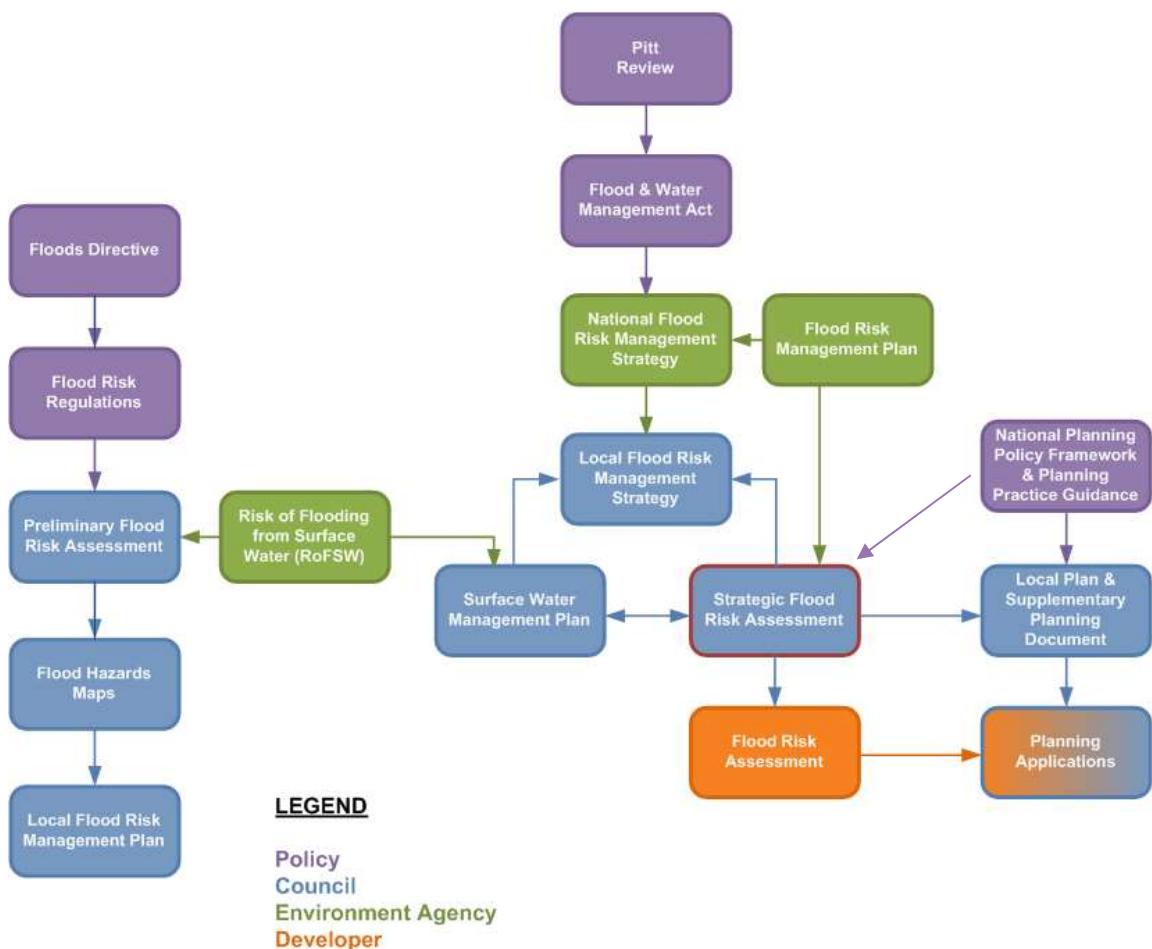 Pitt
Review
Flood & Water
Management Act
Floods Directive
National Flood
Risk Management
Strategy
Flood Risk
Management Plan
Flood Risk
Regulations
Local Flood Risk
Management
Strategy
National Planning
Policy Framework
& Planning
Practice Guidance
Preliminary Flood
Risk Assessment
Risk of Flooding
from Surface
Water (RoFSW)
Surface Water
Management Plan
Strategic Flood
Risk Assessment
Local Plan &
Supplementary
Planning
Document
Flood Hazards
Maps
Flood Risk
Assessment
Planning
Applications
Local Flood Risk
Management Plan
LEGEND
Policy
Council
Environment Agency
Developer